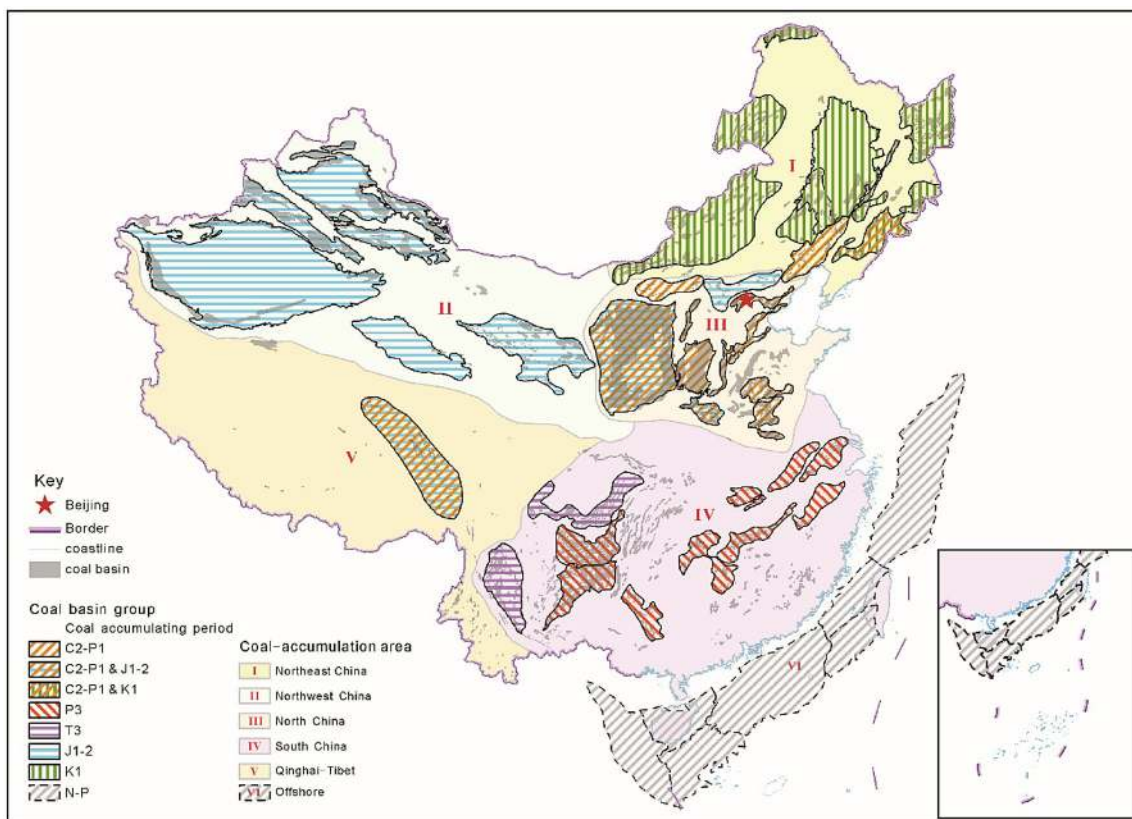 I
II
III
V
IV
VI
Key
Beijing
Border
coastline
coal basin
Coal basin group
Coal accumulating period
C2-P1
C2-P1 & J1-2
C2-P1 & K1
P3
T3
J1-2
K1
N-P
Coal-accumulation area
I Northeast China
II Northwest China
III North China
IV South China
V Qinghai-Tibet
VI Offshore